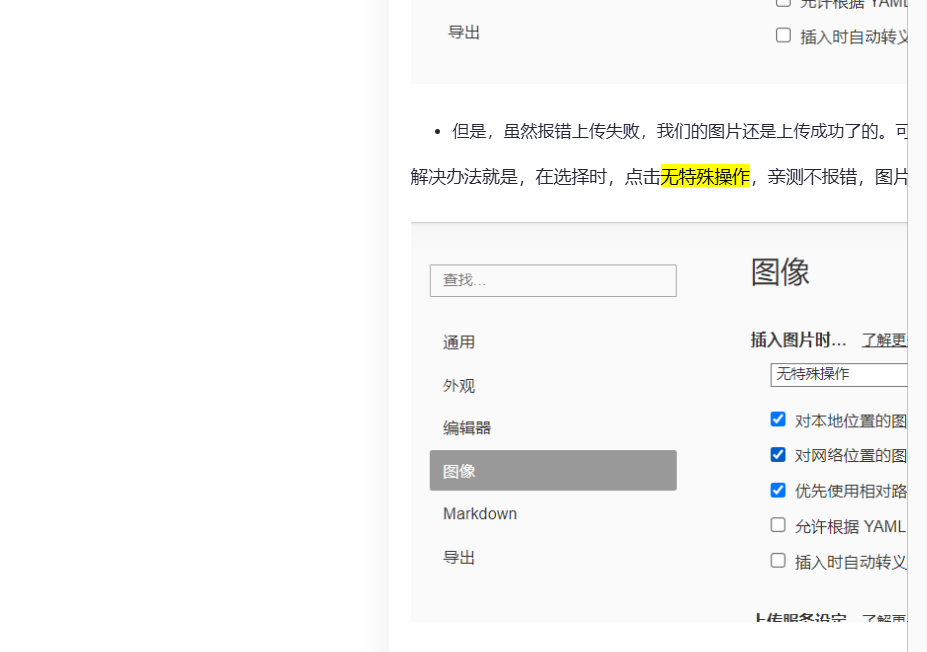 允许根据 YAML
导出
插入时自动转义
但是，虽然报错上传失败，我们的图片还是上传成功了的。可
解决办法就是，在选择时，点击无特殊操作，亲测不报错，图片
查找...
图像
插入图片时... 了解更
通用
无特殊操作
外观
对本地位置的图
编辑器
对网络位置的图
图像
优先使用相对路
Markdown
允许根据 YAML
导出
插入时自动转义
上传服务设定 了解更